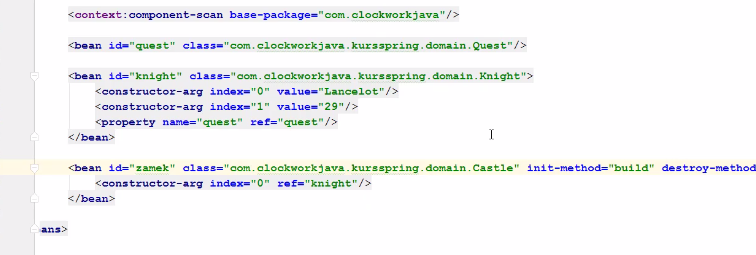 <context:component-scan base-package="com.clockworkjava"/>
<bean id="quest" class="com.clockworkjava.kursspring.domain.Quest"/>
<bean id="knight" class="com.clockworkjava.kursspring.domain.Knight">
<constructor-arg index="0" value="Lancelot"/>
<constructor-arg index="1" value="29"/>
<property name="quest" ref="quest"/>
</bean>
<bean id="zamek" class="com.clockworkjava.kursspring.domain.Castle" init-method="build" destroy-method
<constructor-arg index="0" ref="knight"/>
</bean>
ans>